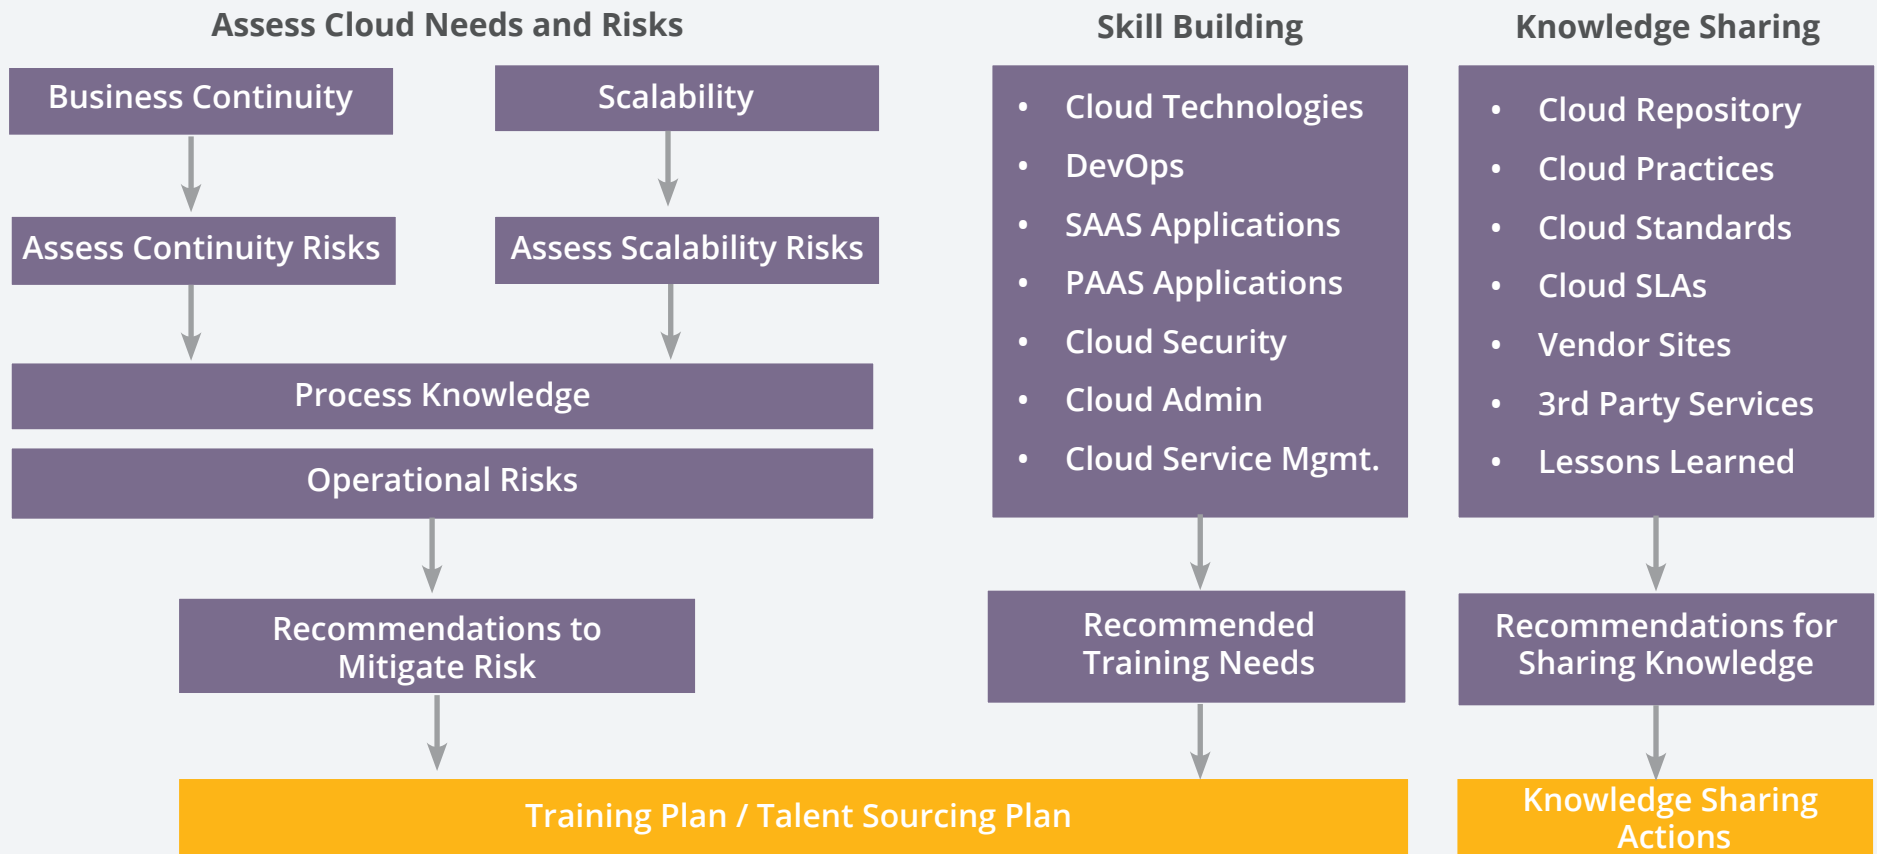 Assess Cloud Needs and Risks
Business Continuity
Scalability
Assess Continuity Risks
Assess Scalability Risks
Process Knowledge
Operational Risks
Recommendations to
Mitigate Risk
Skill Building
• Cloud Technologies
• DevOps
• SAAS Applications
• PAAS Applications
• Cloud Security
• Cloud Admin
• Cloud Service Mgmt.
Recommended
Training Needs
Training Plan / Talent Sourcing Plan
Knowledge Sharing
• Cloud Repository
• Cloud Practices
• Cloud Standards
• Cloud SLAs
• Vendor Sites
• 3rd Party Services
• Lessons Learned
Recommendations for
Sharing Knowledge
Knowledge Sharing
Actions